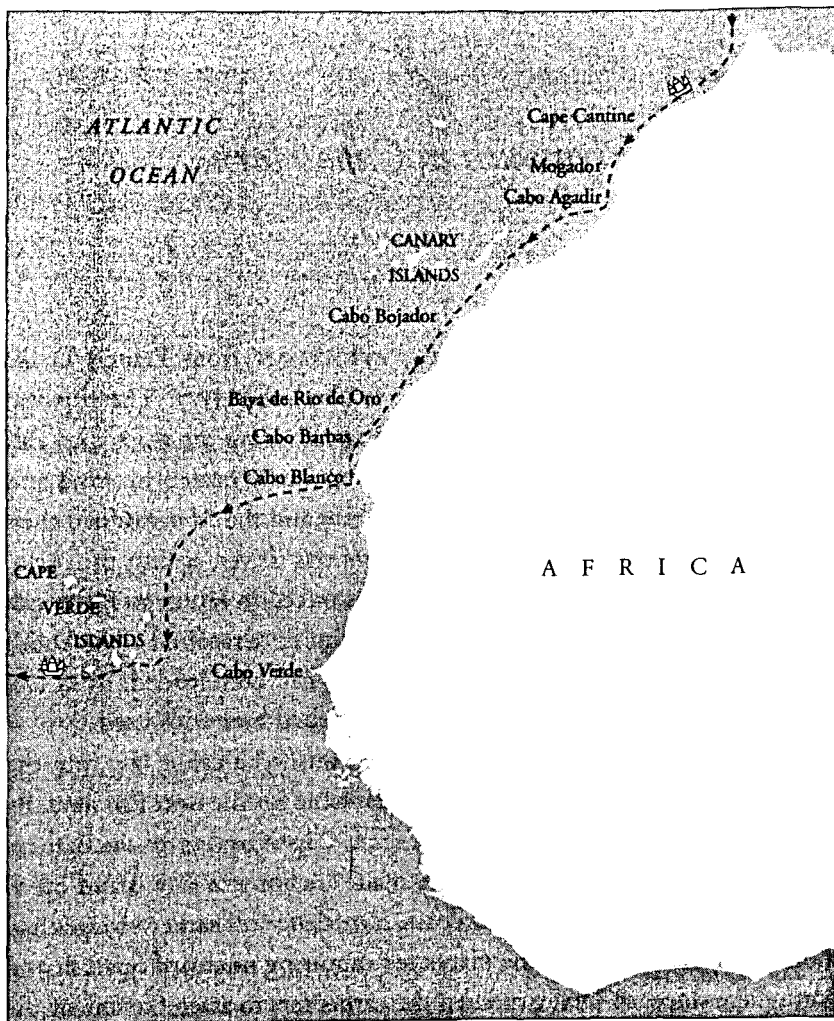 ATLANTIC
OCEAN
Cape Cantine
Mogador
Cabo Agadir
CANARY
ISLANDS
Cabo Bojador
Baya de Rio de Oro
Cabo Barbas
Cabo Blanco
AFRICA
CAPE
VERDE
ISLANDS
Cabo Verde